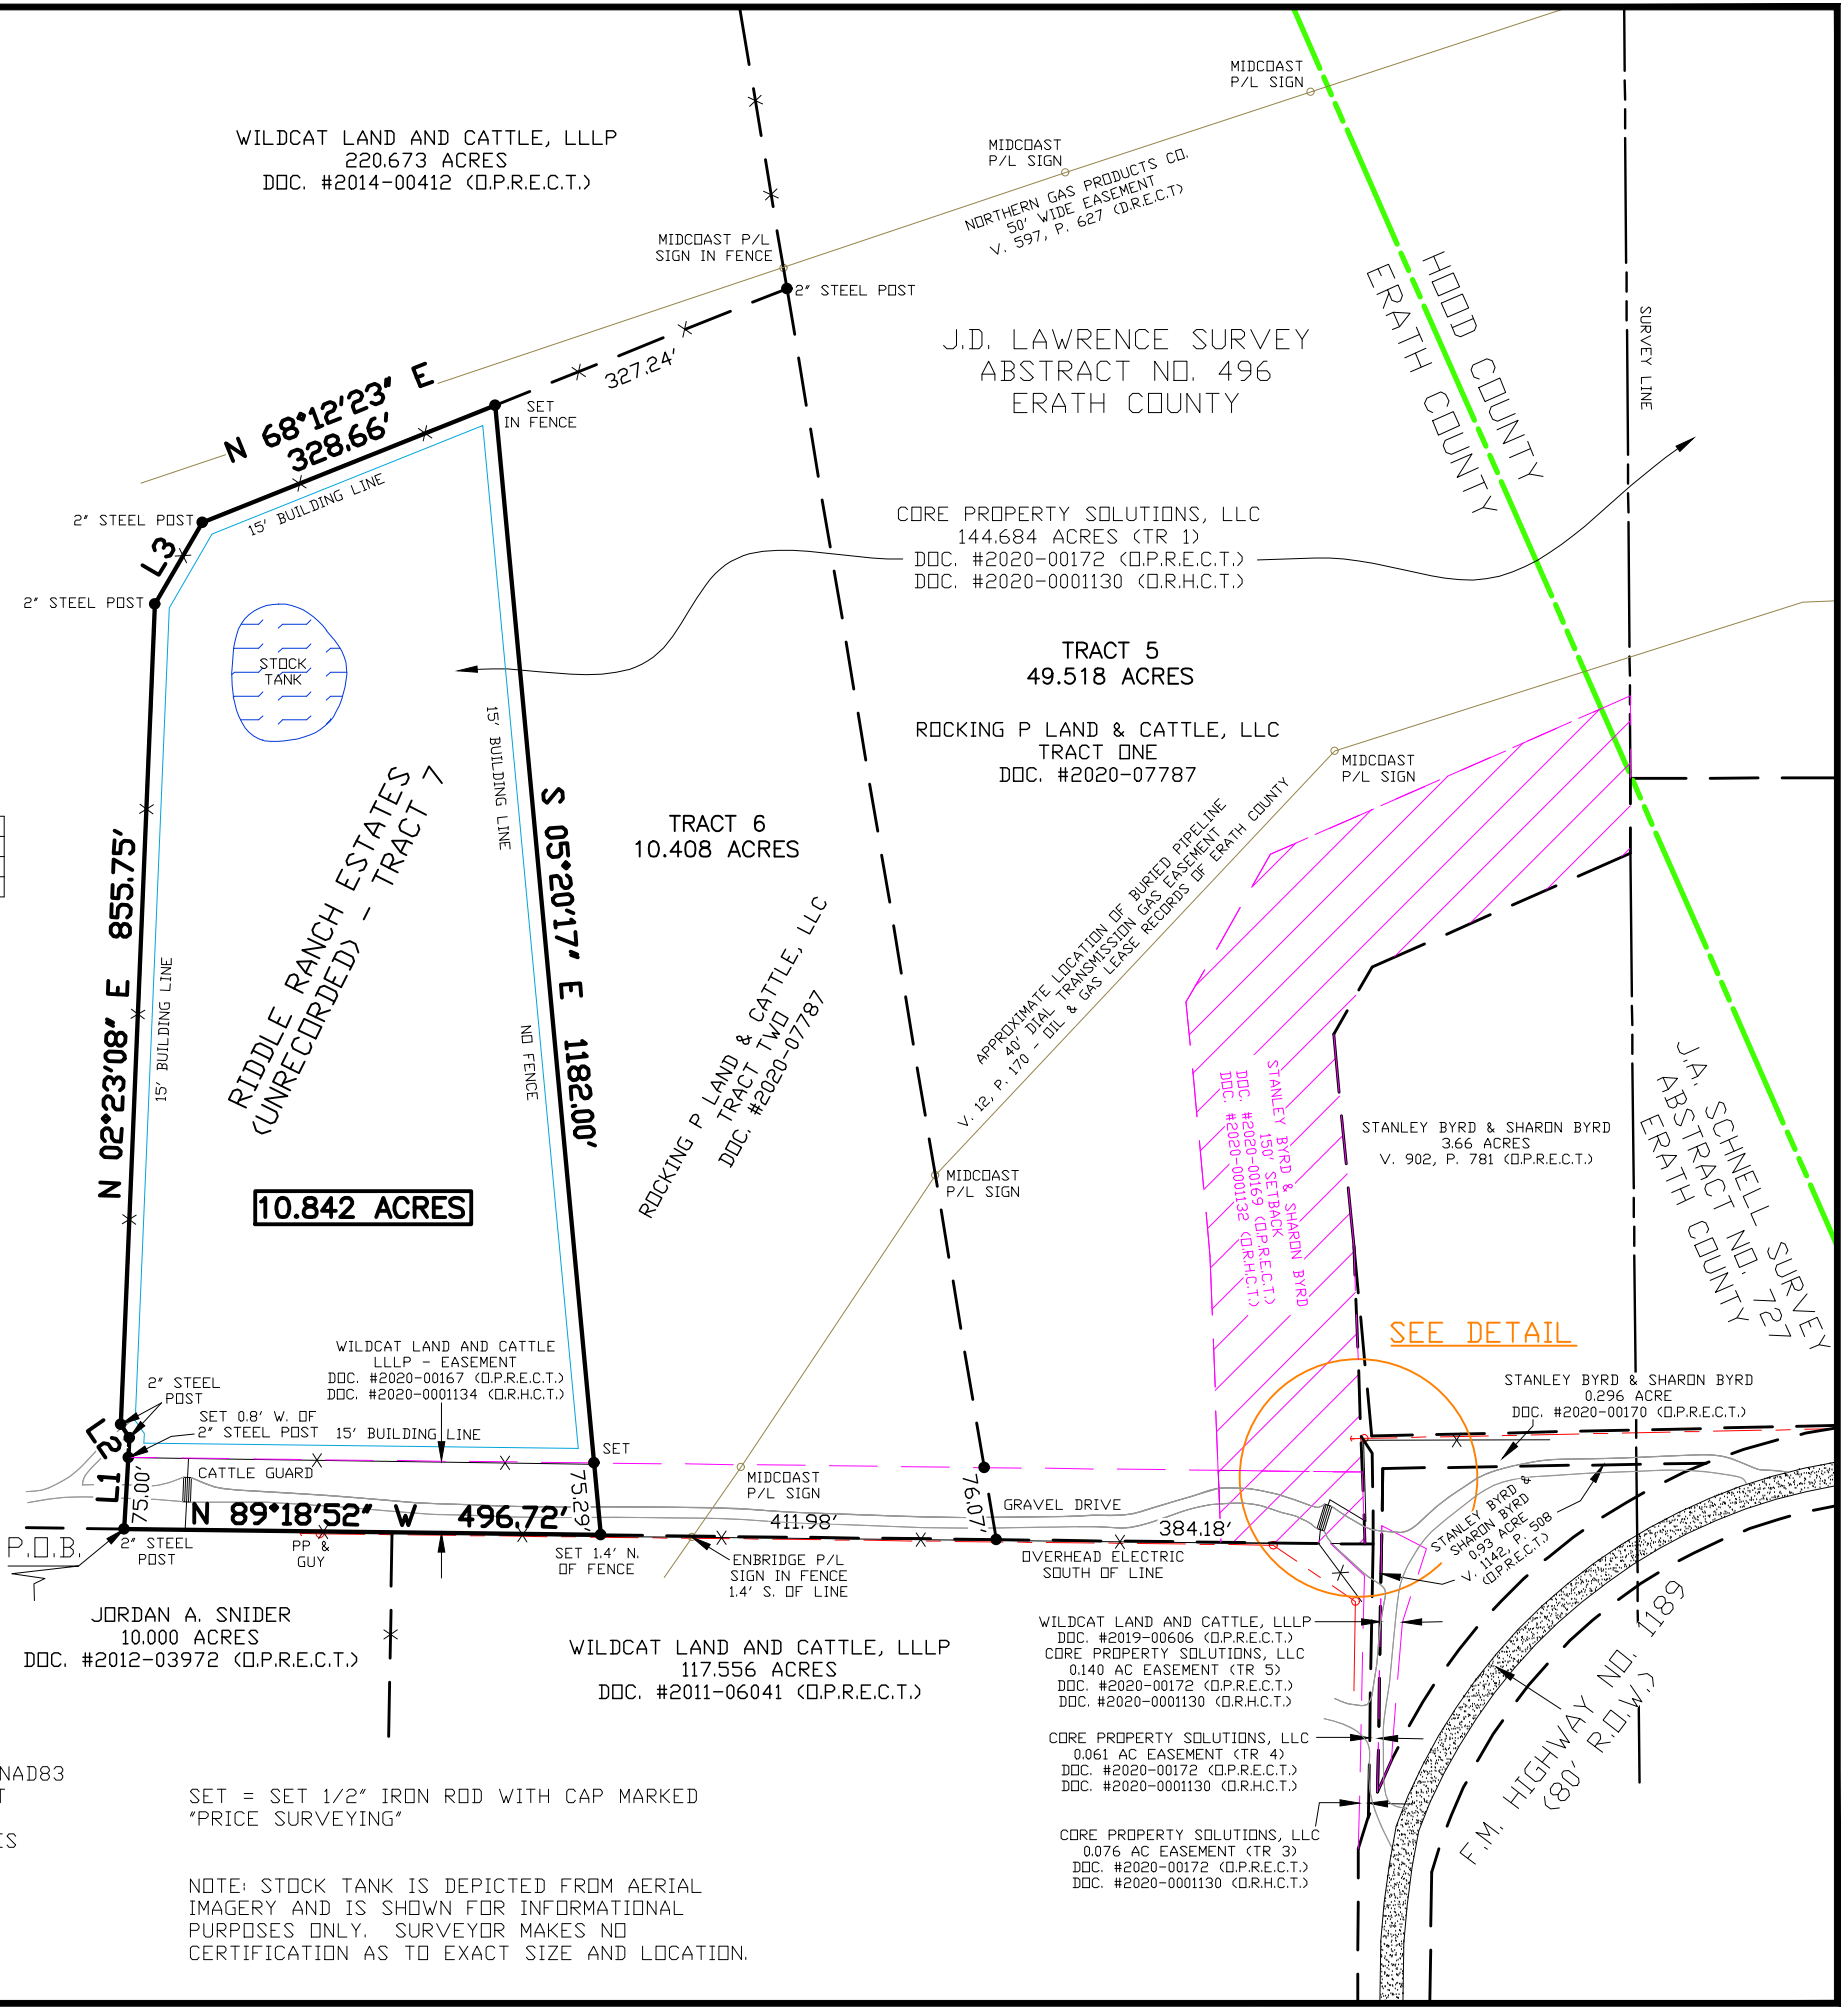 MIDCOAST
P/L SIGN
WILDCAT LAND AND CATTLE, LLLP
220.673 ACRES
DOC. #2014-00412 (O.P.R.E.C.T.)
MIDCOAST
P/L SIGN
NORTHERN GAS PRODUCTS CO.
50' WIDE EASEMENT
V. 597, P. 627 (D.R.E.C.T)
MIDCOAST P/L
SIGN IN FENCE
2" STEEL POST
HOOD COUNTY
ERATH COUNTY
SURVEY LINE
J.D. LAWRENCE SURVEY
ABSTRACT NO. 496
ERATH COUNTY
327.24'
N 68°12'23" E
328.66'
SET
IN FENCE
15' BUILDING LINE
2" STEEL POST
L3
2" STEEL POST
CORE PROPERTY SOLUTIONS, LLC
144.684 ACRES (TR 1)
DOC. #2020-00172 (O.P.R.E.C.T.)
DOC. #2020-0001130 (O.R.H.C.T.)
STOCK
TANK
TRACT 5
49.518 ACRES
ROCKING P LAND & CATTLE, LLC
TRACT ONE
DOC. #2020-07787
MIDCOAST
P/L SIGN
15' BUILDING LINE
S 05°20'17" E 1182.00'
NO FENCE
TRACT 6
10.408 ACRES
RIDDLE RANCH ESTATES
(UNRECORDED) - TRACT 7
N 02°23'08" E 855.75'
15' BUILDING LINE
10.842 ACRES
ROCKING P LAND & CATTLE, LLC
TRACT TWO
DOC. #2020-07787
APPROXIMATE LOCATION OF BURIED PIPELINE
40' DIAL TRANSMISSION GAS EASEMENT
V. 12, P. 170 - OIL & GAS LEASE RECORDS OF ERATH COUNTY
MIDCOAST
P/L SIGN
STANLEY BYRD & SHARON BYRD
150' SETBACK
DOC. #2020-00169 (O.P.R.E.C.T.)
DOC. #2020-0001132 (O.R.H.C.T.)
STANLEY BYRD & SHARON BYRD
3.66 ACRES
V. 902, P. 781 (O.P.R.E.C.T.)
J.A. SCHNELL SURVEY
ABSTRACT NO. 727
ERATH COUNTY
SEE DETAIL
WILDCAT LAND AND CATTLE
LLLP - EASEMENT
DOC. #2020-00167 (O.P.R.E.C.T.)
DOC. #2020-0001134 (O.R.H.C.T.)
2" STEEL
POST
SET 0.8' W. OF
2" STEEL POST
15' BUILDING LINE
L2
L1
75.00'
CATTLE GUARD
SET
75.29'
N 89°18'52" W 496.72'
MIDCOAST
P/L SIGN
76.07'
GRAVEL DRIVE
411.98'
384.18'
STANLEY BYRD & SHARON BYRD
0.296 ACRE
DOC. #2020-00170 (O.P.R.E.C.T.)
STANLEY BYRD &
SHARON BYRD
0.93 ACRE
V. 1142, P. 508
(O.P.R.E.C.T.)
P.O.B.
2" STEEL
POST
PP &
GUY
SET 1.4' N.
OF FENCE
ENBRIDGE P/L
SIGN IN FENCE
1.4' S. OF LINE
OVERHEAD ELECTRIC
SOUTH OF LINE
JORDAN A. SNIDER
10.000 ACRES
DOC. #2012-03972 (O.P.R.E.C.T.)
WILDCAT LAND AND CATTLE, LLLP
117.556 ACRES
DOC. #2011-06041 (O.P.R.E.C.T.)
WILDCAT LAND AND CATTLE, LLLP
DOC. #2019-00606 (O.P.R.E.C.T.)
CORE PROPERTY SOLUTIONS, LLC
0.140 AC EASEMENT (TR 5)
DOC. #2020-00172 (O.P.R.E.C.T.)
DOC. #2020-0001130 (O.R.H.C.T.)
CORE PROPERTY SOLUTIONS, LLC
0.061 AC EASEMENT (TR 4)
DOC. #2020-00172 (O.P.R.E.C.T.)
DOC. #2020-0001130 (O.R.H.C.T.)
CORE PROPERTY SOLUTIONS, LLC
0.076 AC EASEMENT (TR 3)
DOC. #2020-00172 (O.P.R.E.C.T.)
DOC. #2020-0001130 (O.R.H.C.T.)
F.M. HIGHWAY NO. 1189
(80' R.O.W.)
NAD83
SET = SET 1/2" IRON ROD WITH CAP MARKED
"PRICE SURVEYING"
NOTE: STOCK TANK IS DEPICTED FROM AERIAL
IMAGERY AND IS SHOWN FOR INFORMATIONAL
PURPOSES ONLY. SURVEYOR MAKES NO
CERTIFICATION AS TO EXACT SIZE AND LOCATION.